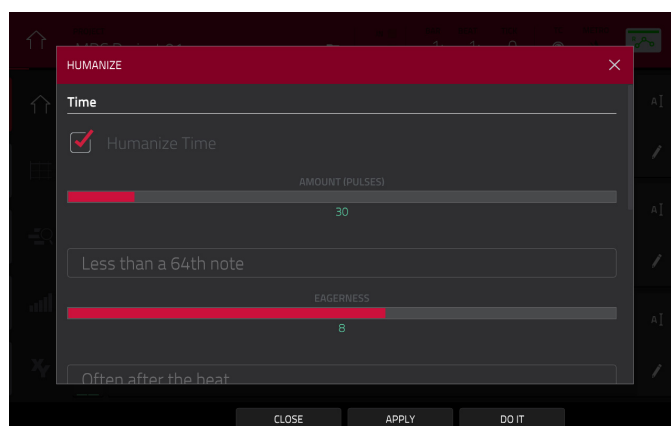 HUMANIZE
Time
Humanize Time
AMOUNT (PULSES)
30
Less than a 64th note
EAGERNESS
8
Often after the beat
CLOSE APPLY DO IT